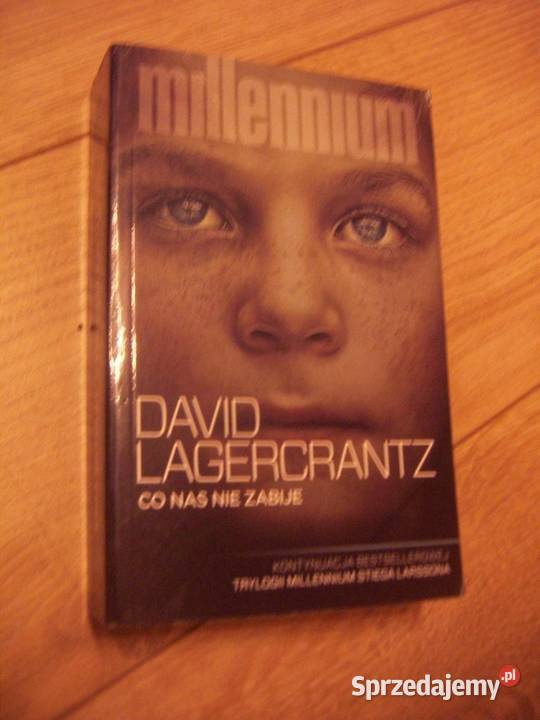 millennium
DAVID
LAGERCRANTZ
CO NAS NIE ZABIJE
KONTYNUACJA BESTSELLEROWEJ
TRYLOGII MILLENNIUM STIEGA LARSSONA
Sprzedajemy.pl